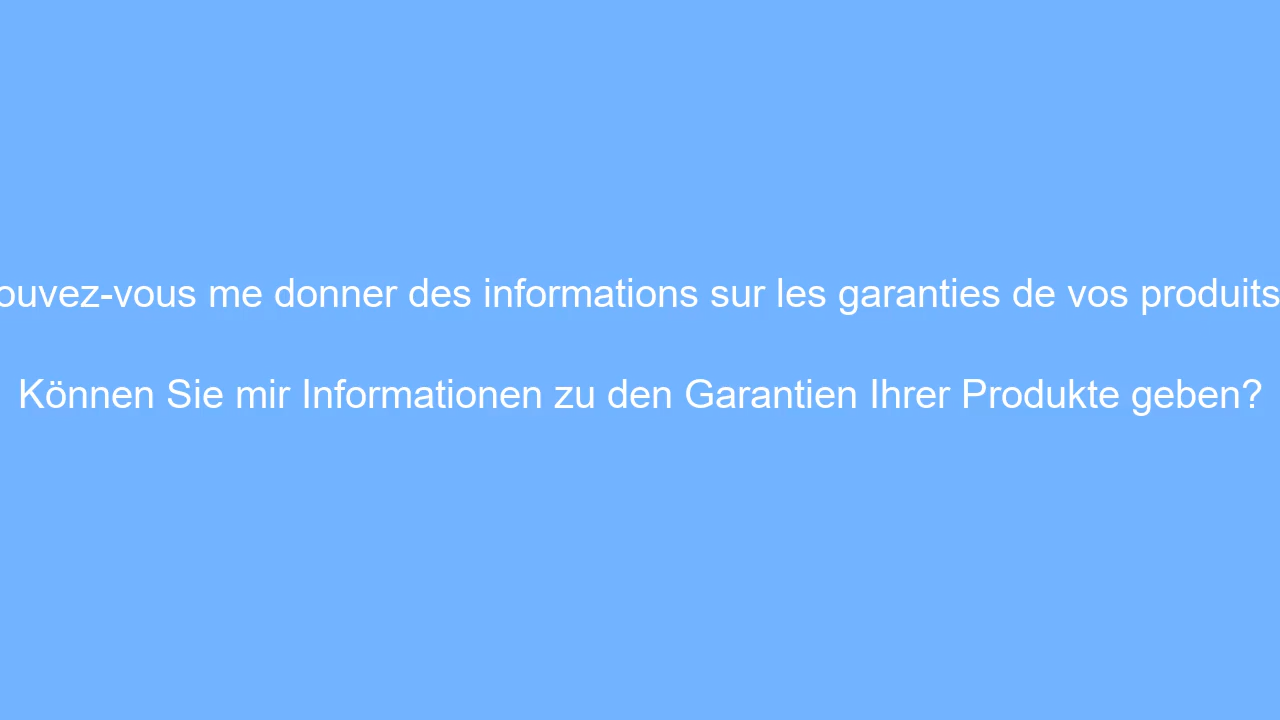 ouvez-vous me donner des informations sur les garanties de vos produits
Können Sie mir Informationen zu den Garantien Ihrer Produkte geben?